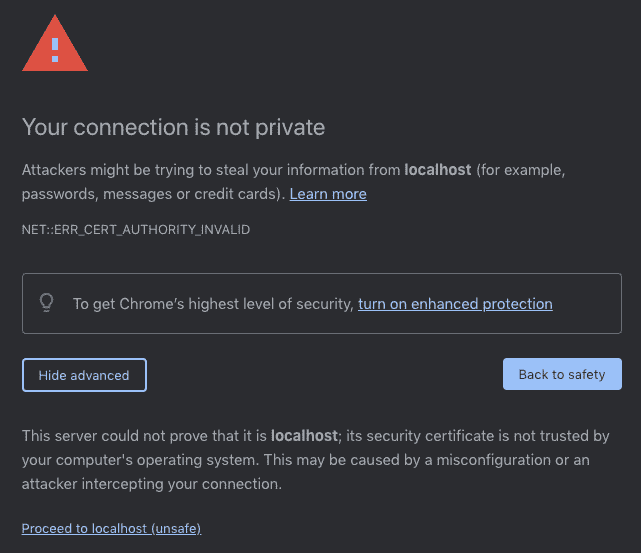 Your connection is not private
Attackers might be trying to steal your information from localhost (for example,
passwords, messages or credit cards). Learn more
NET::ERR_CERT_AUTHORITY_INVALID
To get Chrome's highest level of security, turn on enhanced protection
Hide advanced
Back to safety
This server could not prove that it is localhost; its security certificate is not trusted by
your computer's operating system. This may be caused by a misconfiguration or an
attacker intercepting your connection.
Proceed to localhost (unsafe)